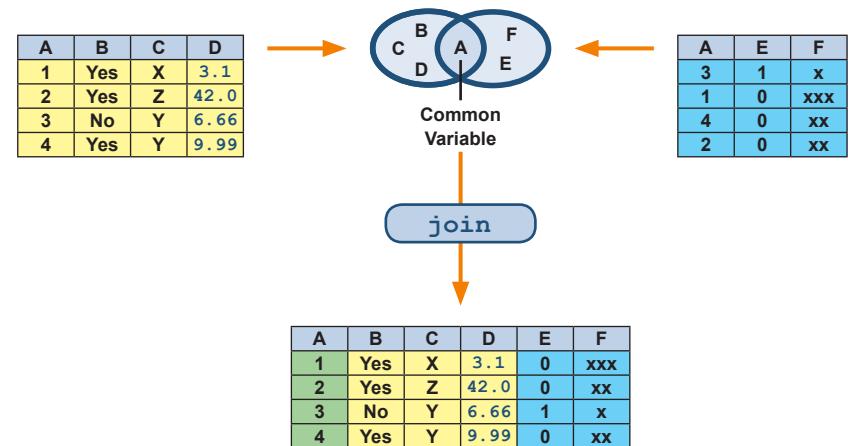 A B C D
1 Yes X 3.1
2 Yes Z 42.0
3 No Y 6.66
4 Yes Y 9.99
B
C
D
A
F
E
Common
Variable
A E F
3 1 x
1 0 xxx
4 0 xx
2 0 xx
join
A B C D E F
1 Yes X 3.1 0 xxx
2 Yes Z 42.0 0 xx
3 No Y 6.66 1 x
4 Yes Y 9.99 0 xx